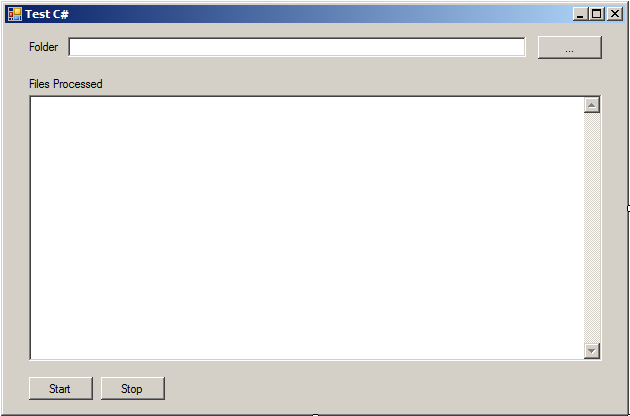 Test C#
Folder ...
Files Processed
Start Stop